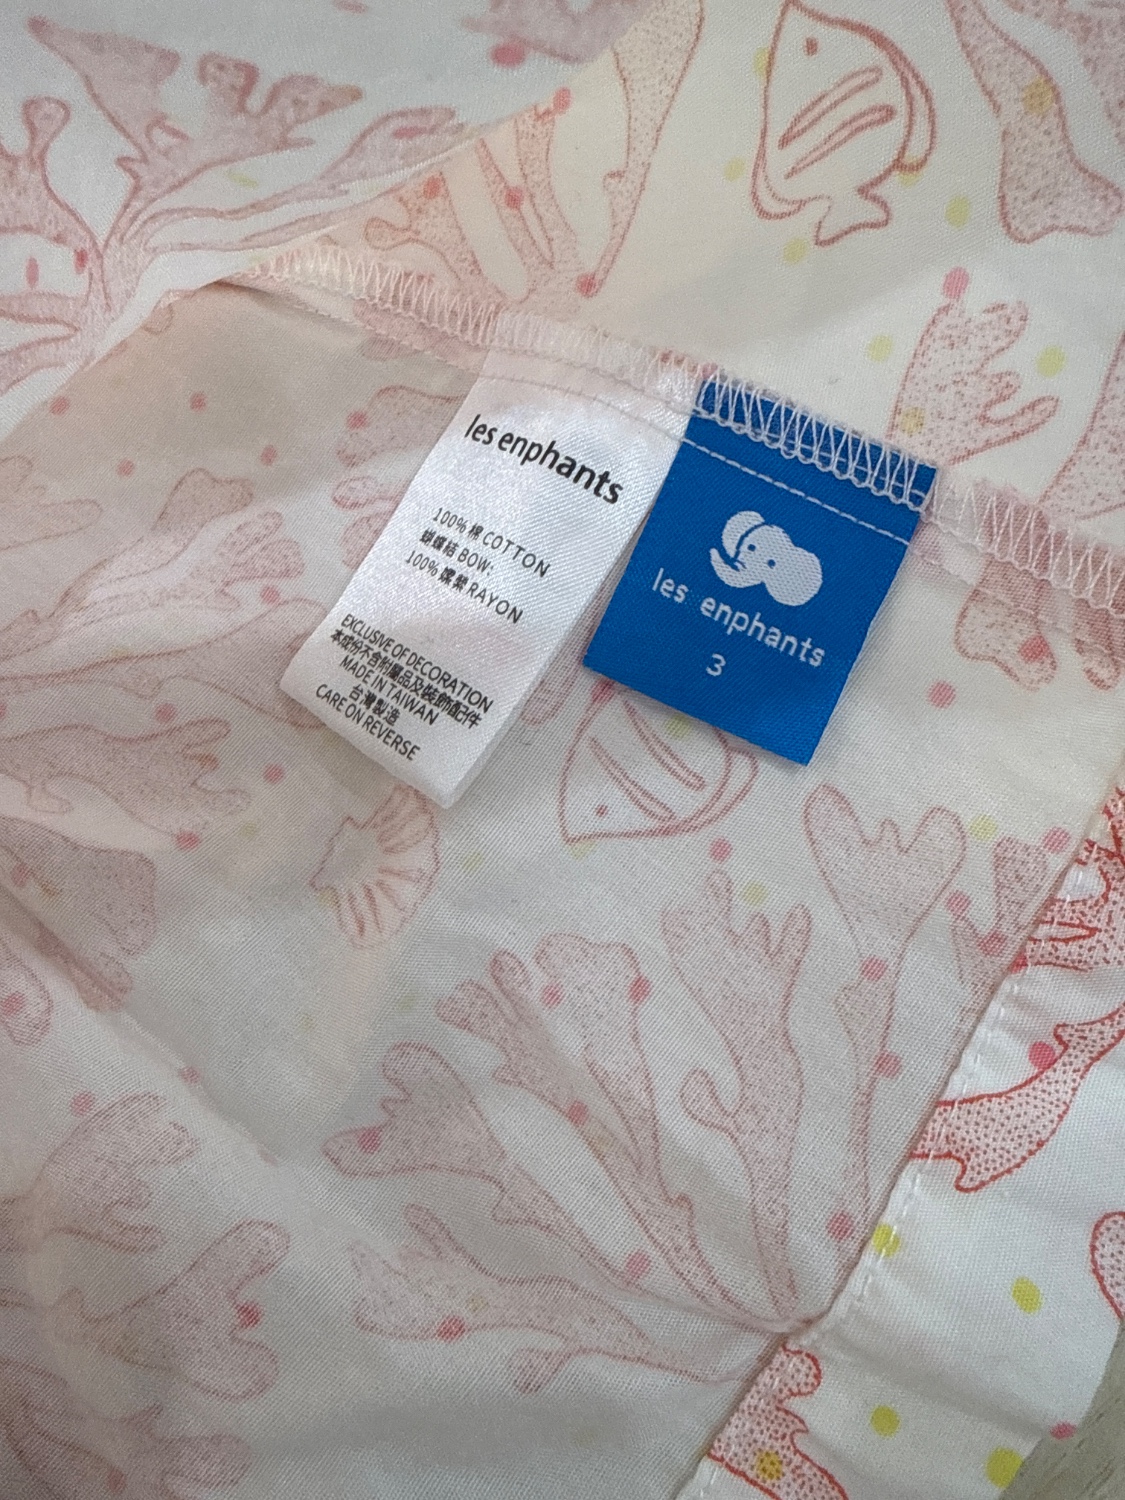 les enphants
100% 棉 COTTON
蝴蝶結 BOW:
100% 嫘縈 RAYON
EXCLUSIVE OF DECORATION
本成份不含附屬品及裝飾配件
MADE IN TAIWAN
台灣製造
CARE ON REVERSE
les enphants
3